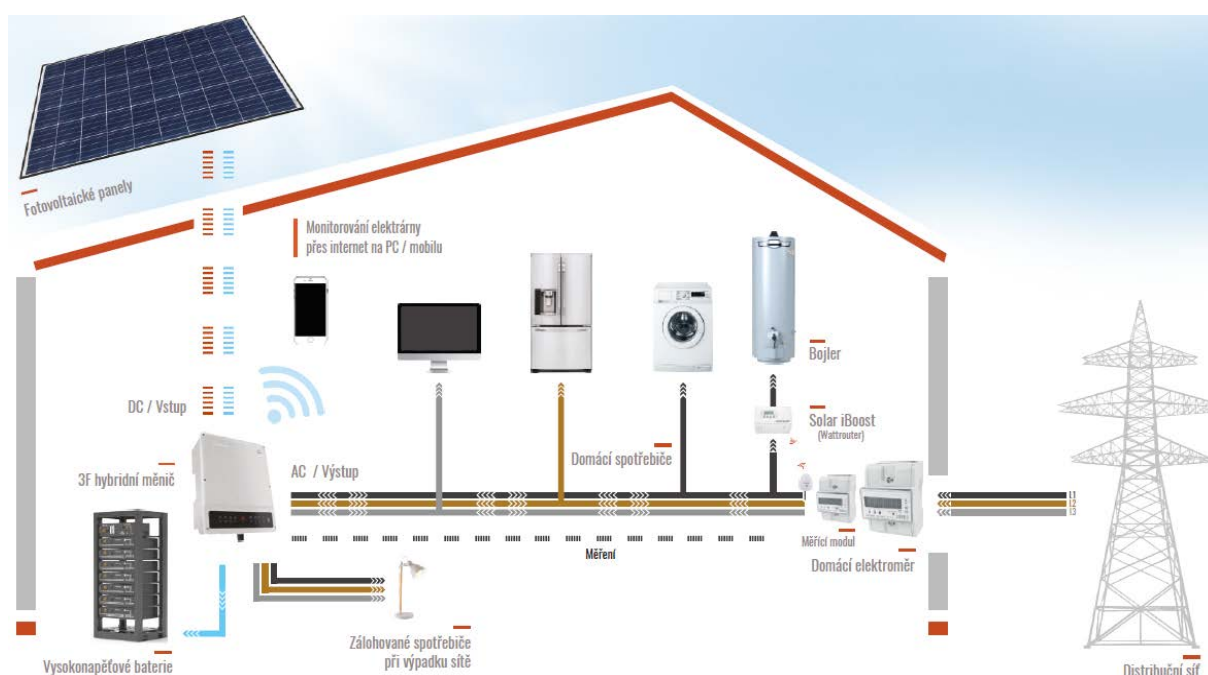 Fotovoltaické panely
Monitorování elektrárny
přes internet na PC / mobilu
DC / Vstup
3F hybridní měnič
AC / Výstup
Domácí spotřebiče
Bojler
Solar iBoost
(Wattrouter)
L1
L2
L3
Měřící modul
Domácí elektroměr
Měření
Zálohované spotřebiče
při výpadku sítě
Vysokonapěťové baterie
Distribuční síť